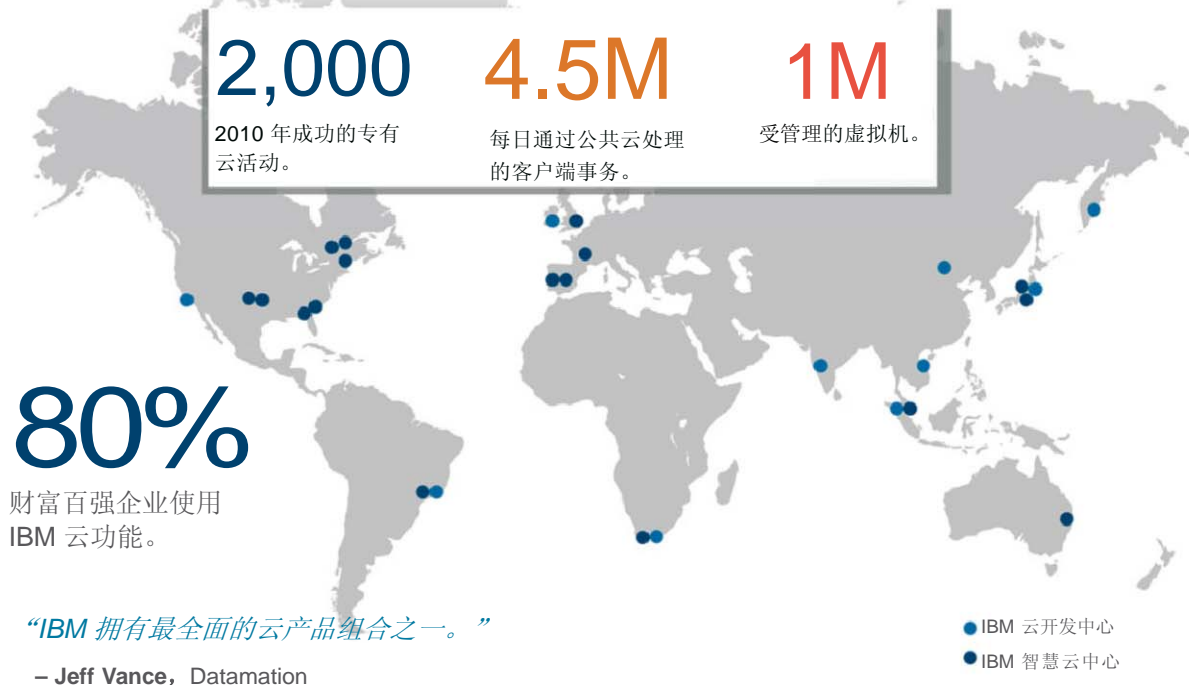 2,000
2010 年成功的专有
云活动。
4.5M
每日通过公共云处理
的客户端事务。
1M
受管理的虚拟机。
80%
财富百强企业使用
IBM 云功能。
“IBM 拥有最全面的云产品组合之一。”
– Jeff Vance，Datamation
IBM 云开发中心
IBM 智慧云中心